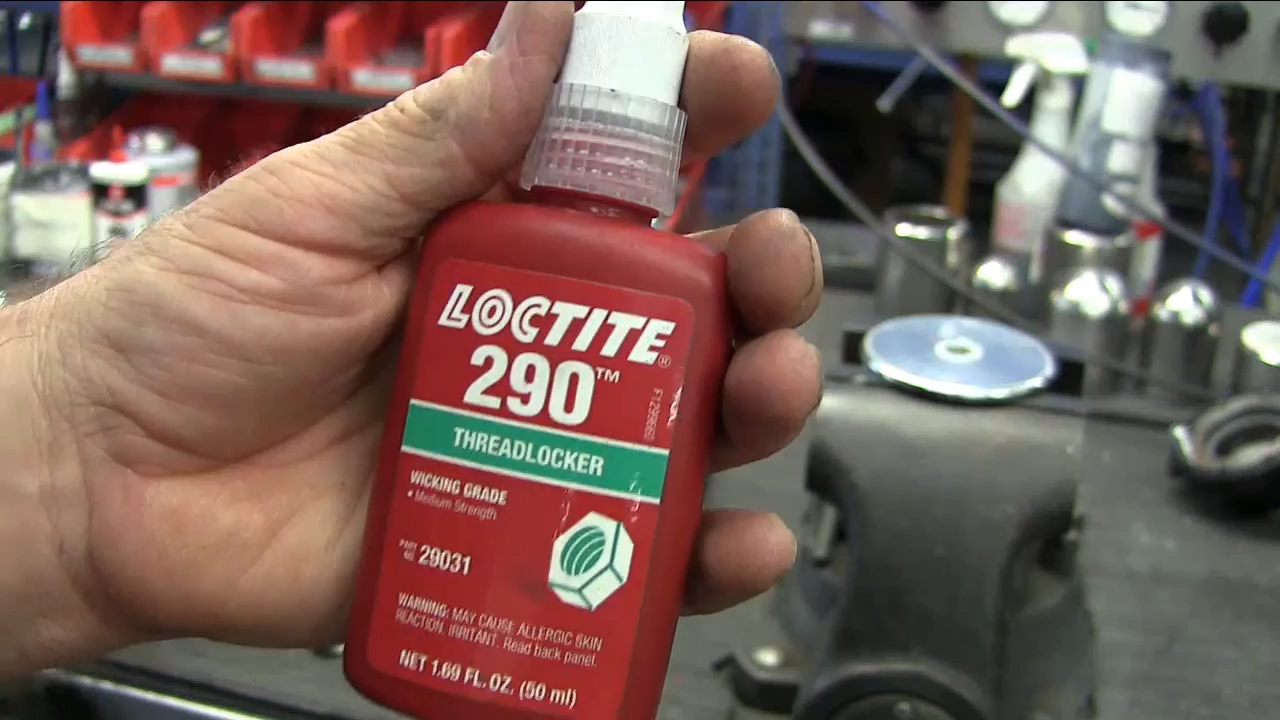 LOCTITE®
290™
THREADLOCKER
WICKING GRADE
• Medium Strength
PART NO. 29031
WARNING: MAY CAUSE ALLERGIC SKIN
REACTION, IRRITANT. Read back panel.
NET 1.69 FL. OZ. (50 ml)